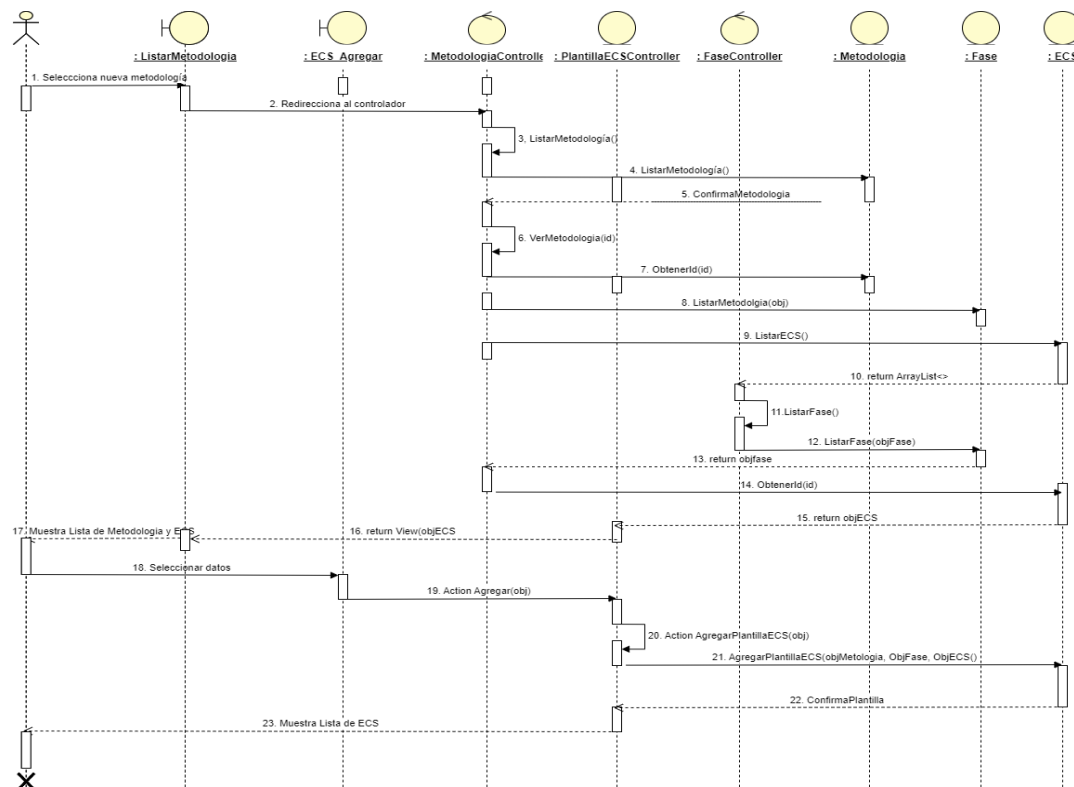 : ListarMetodologia
: ECS_Agregar
: MetodologiaControlle
: PlantillaECSController
: FaseController
: Metodologia
: Fase
: ECS
1. Selecciona nueva metodología
2. Redirecciona al controlador
3, ListarMetodología()
4. ListarMetodología()
5. ConfirmaMetodologia
6. VerMetodologia(id)
7. ObtenerId(id)
8. ListarMetodolgia(obj)
9. ListarECS()
10. return ArrayList<>
11.ListarFase()
12. ListarFase(objFase)
13. return objfase
14. ObtenerId(id)
15. return objECS
16. return View(objECS
17. Muestra Lista de Metodologia y ECS
18. Seleccionar datos
19. Action Agregar(obj)
20. Action AgregarPlantillaECS(obj)
21. AgregarPlantillaECS(objMetologia, ObjFase, ObjECS()
22. ConfirmaPlantilla
23. Muestra Lista de ECS